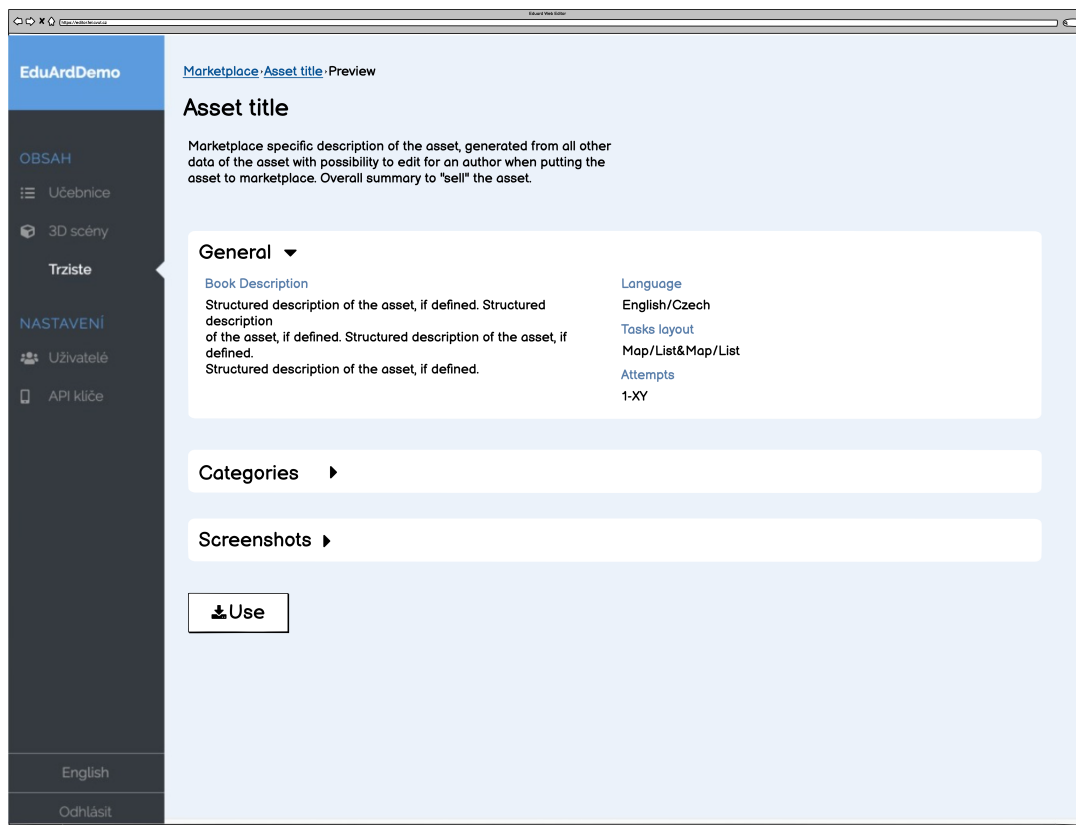 Eduard Web Editor
EduArdDemo
OBSAH
Učebnice
3D scény
Trziste
NASTAVENÍ
Uživatelé
API klíče
English
Odhlásit
Marketplace › Asset title › Preview
Asset title
Marketplace specific description of the asset, generated from all other
data of the asset with possibility to edit for an author when putting the
asset to marketplace. Overall summary to "sell" the asset.
General
Book Description
Structured description of the asset, if defined. Structured
description
of the asset, if defined. Structured description of the asset, if
defined.
Structured description of the asset, if defined.
Language
English/Czech
Tasks layout
Map/List&Map/List
Attempts
1-XY
Categories
Screenshots
Use